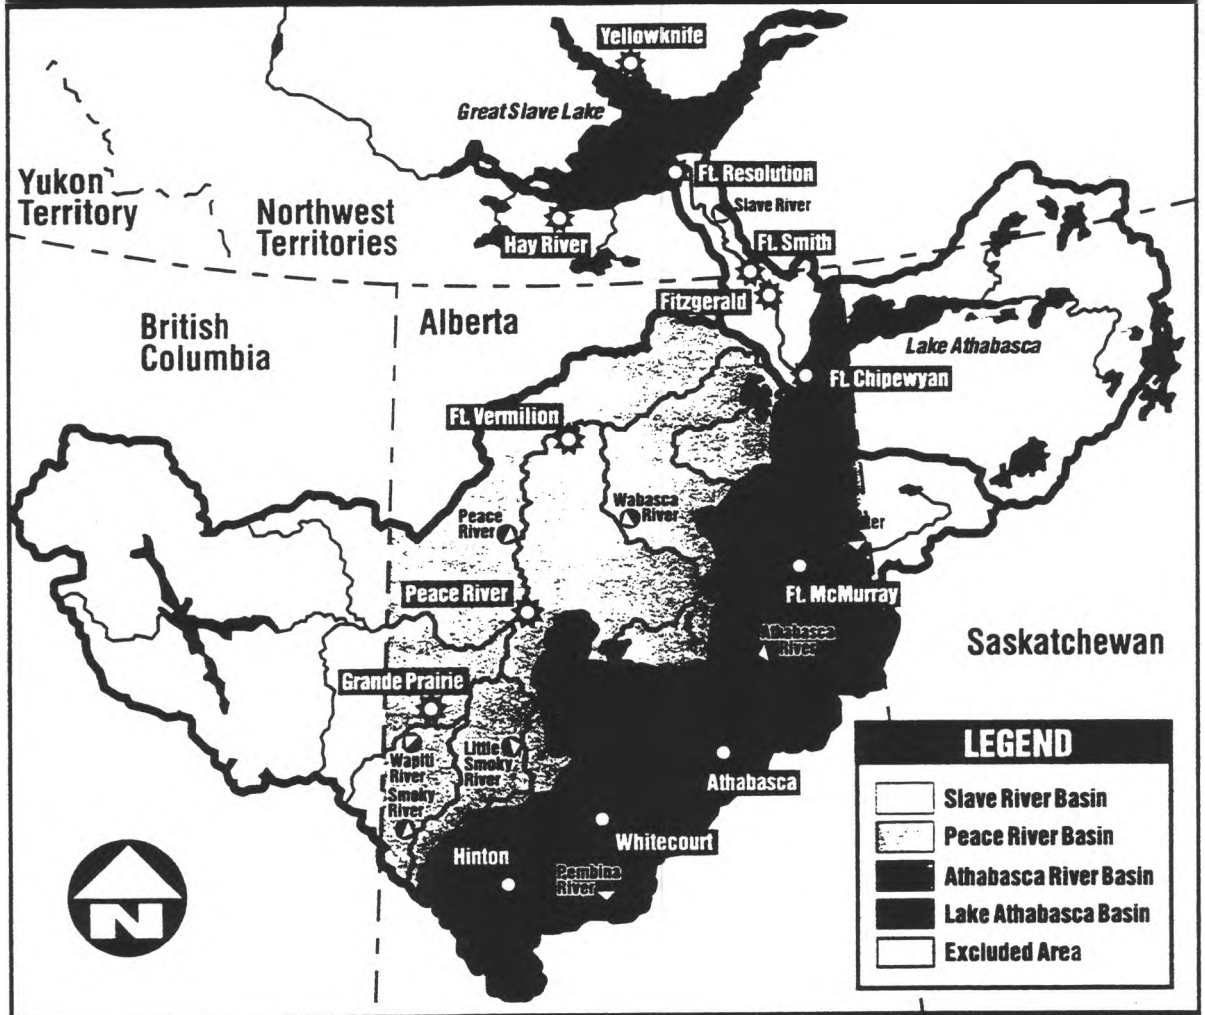 Yellowknife
Great Slave Lake
Ft. Resolution
Yukon
Territory
Northwest
Territories
Slave River
Hay River
Ft. Smith
Fitzgerald
British
Columbia
Alberta
Lake Athabasca
Ft. Chipewyan
Ft. Vermilion
Peace
River
Wabasca
River
Peace River
Ft. McMurray
Athabasca
River
Saskatchewan
Grande Prairie
Wapiti
River
Little
Smoky
River
Smoky
River
Athabasca
Whitecourt
Hinton
Pembina
River
N
LEGEND
Slave River Basin
Peace River Basin
Athabasca River Basin
Lake Athabasca Basin
Excluded Area